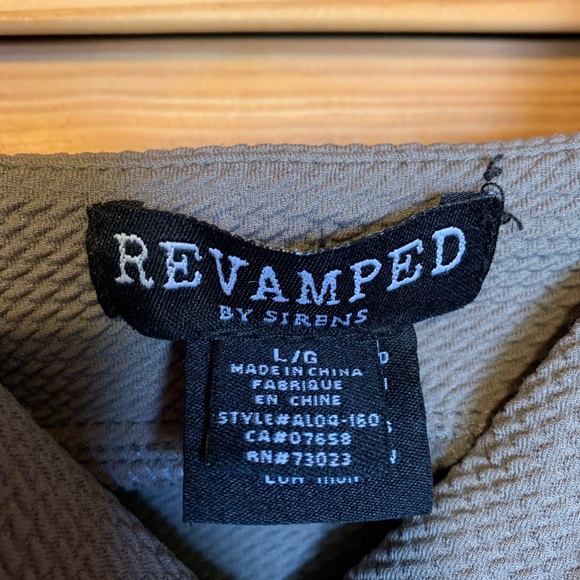 REVAMPED
BY SIRENS
L/G
MADE IN CHINA
FABRIQUE
EN CHINE
STYLE#AL04-160
CA#07658
RN#73023